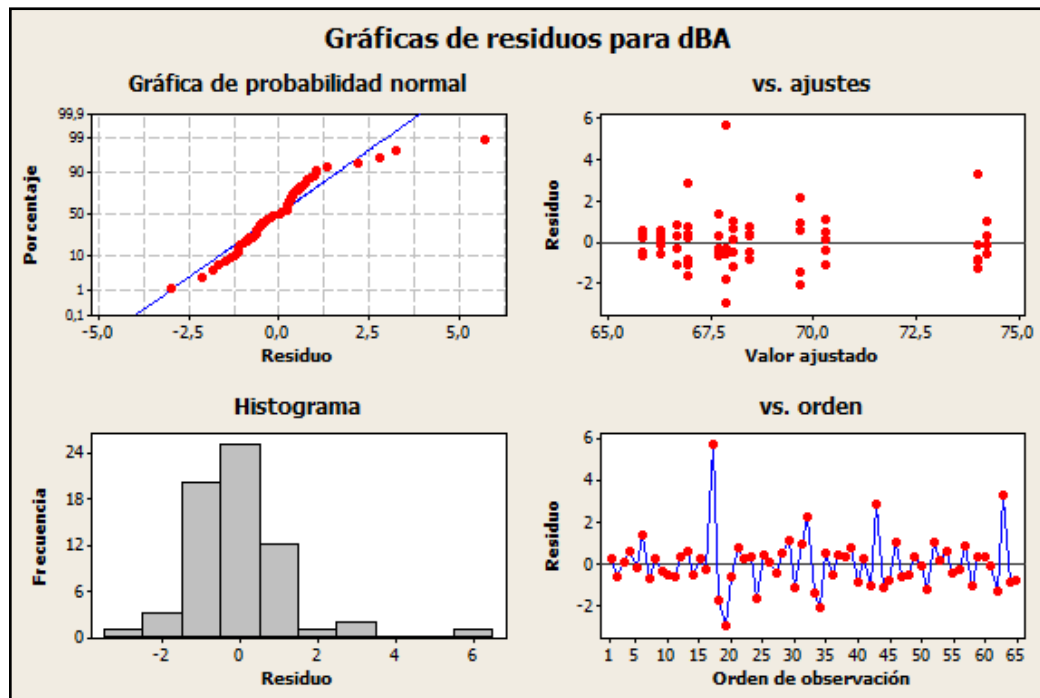 Gráficas de residuos para dBA
Gráfica de probabilidad normal
99,9
99
90
50
10
1
0,1
Porcentaje
-5,0 -2,5 0,0 2,5 5,0
Residuo
vs. ajustes
6
4
2
0
-2
Residuo
65,0 67,5 70,0 72,5 75,0
Valor ajustado
Histograma
24
18
12
6
0
Frecuencia
-2 0 2 4 6
Residuo
vs. orden
6
4
2
0
-2
Residuo
1 5 10 15 20 25 30 35 40 45 50 55 60 65
Orden de observación